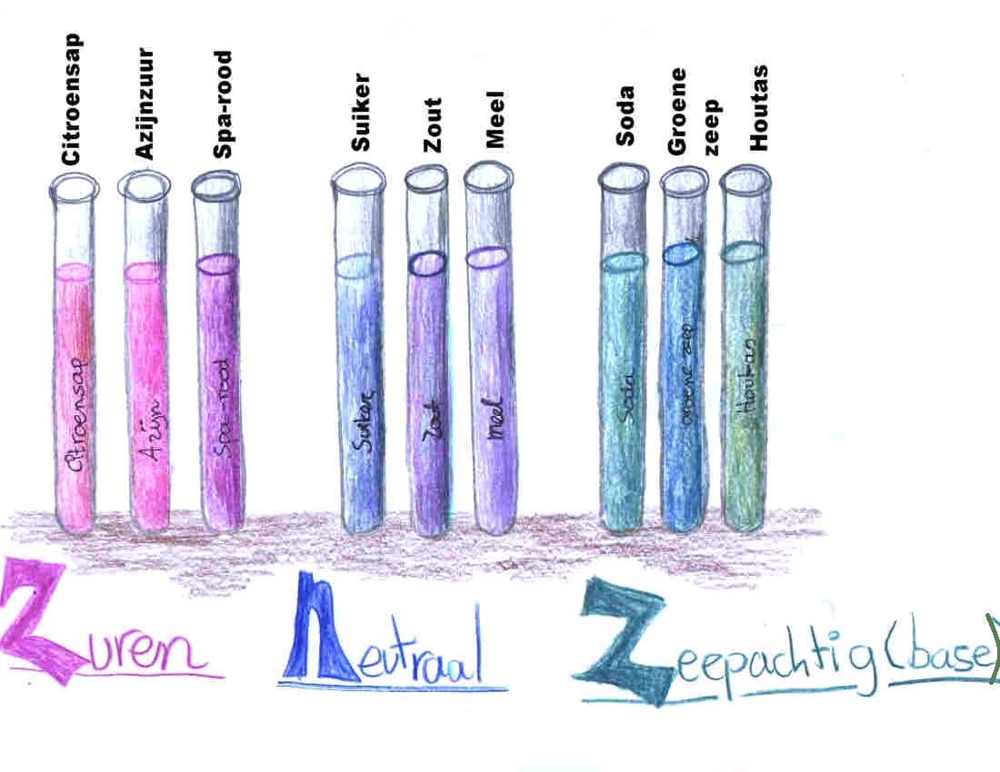 Citroensap
Azijnzuur
Spa-rood
Suiker
Zout
Meel
Soda
Groene
zeep
Houtas
Citroensap
Azijn
Spa-rood
Suiker
Zout
Meel
Soda
Groene zeep
Houtas
Zuren
Neutraal
Zeepachtig (base)